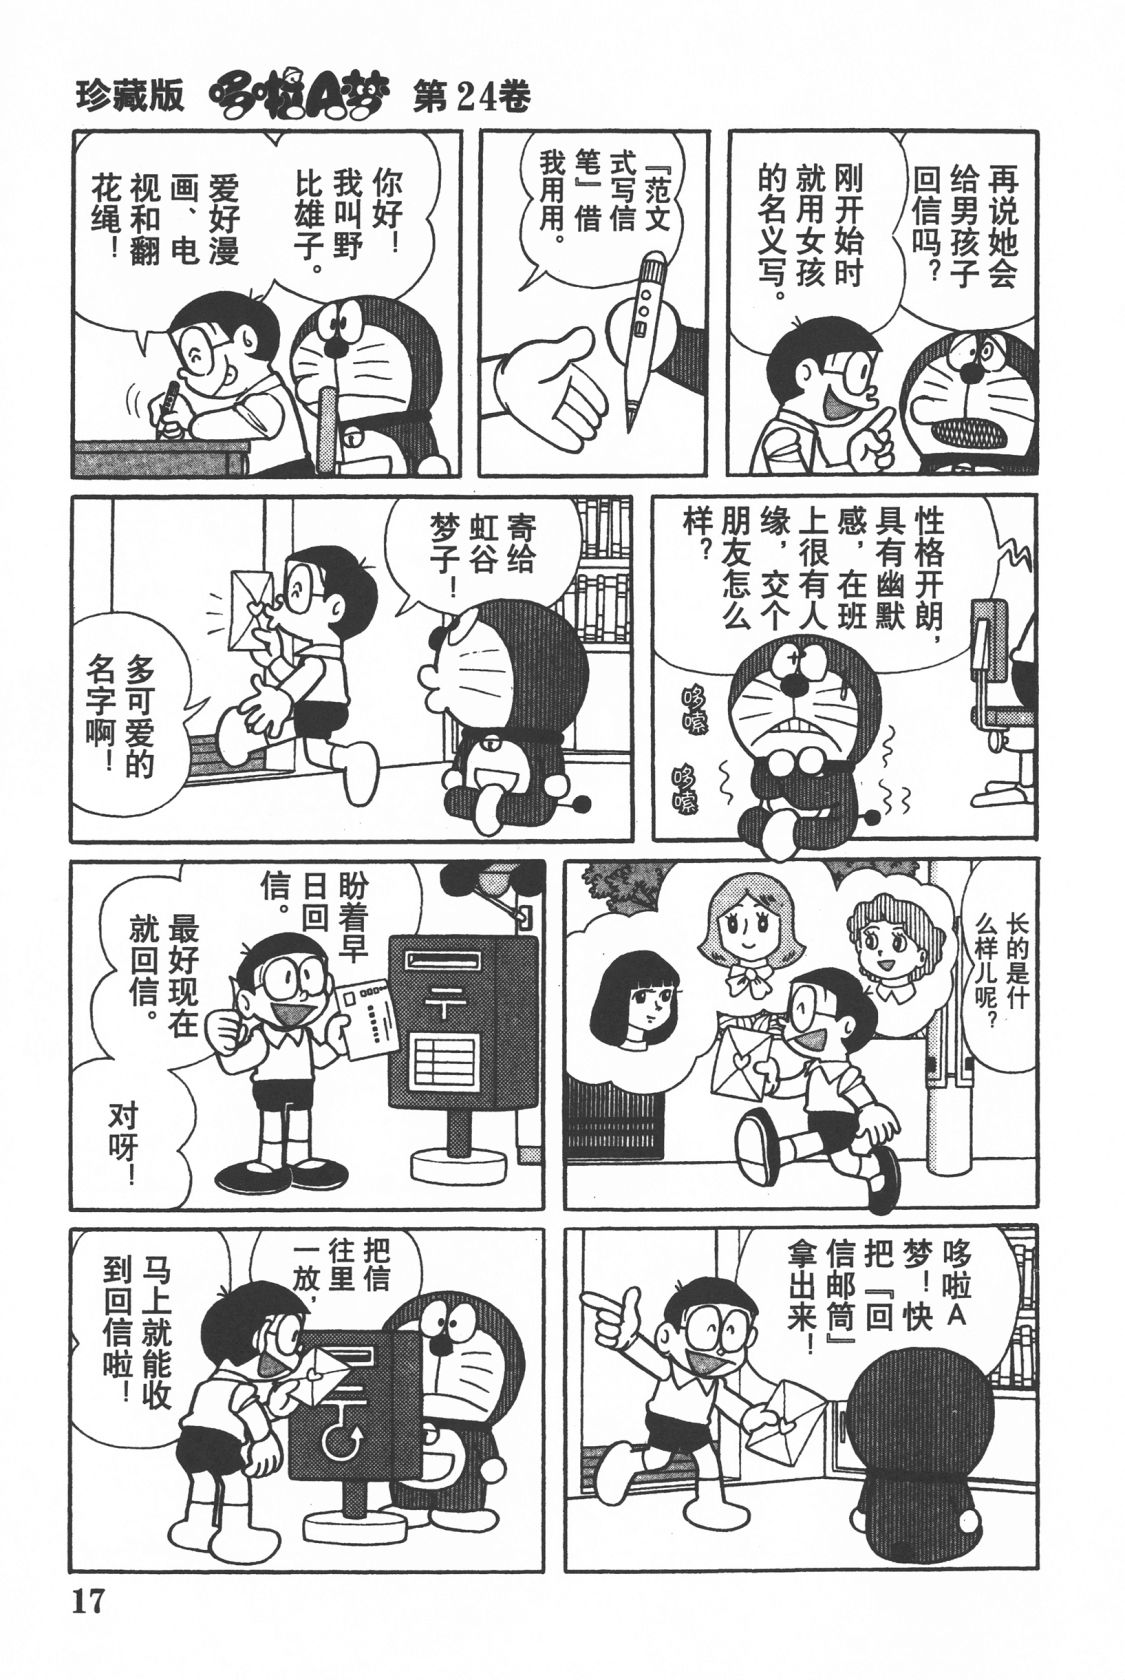 珍藏版 哆啦A梦 第24卷
再说她会
给男孩子
回信吗？
刚开始时
就用女孩
的名义写。
『范文
式写信
笔』借
我用用。
你好！
我叫野
比雄子。
爱好漫
画、电
视和翻
花绳！
性格开朗，
具有幽默
感，在班
上很有人
缘，交个
朋友怎么
样？
哆嗦
哆嗦
寄给
虹谷
梦子！
多可爱的
名字啊！
长的是什
么样儿呢？
盼着早
日回
信。
最好现在
就回信。
对呀！
哆啦A
梦！快
把『回
信邮筒』
拿出来！
把信
往里
一放，
马上就能收
到回信啦！
17